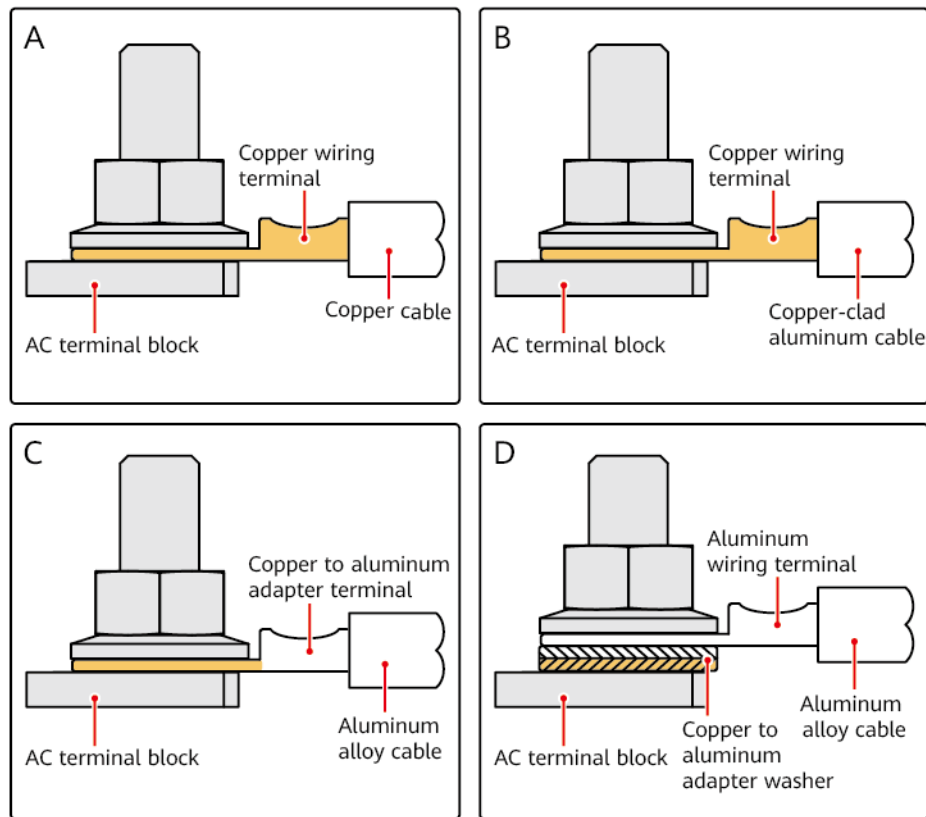 A
Copper wiring
terminal
Copper cable
AC terminal block
B
Copper wiring
terminal
Copper-clad
aluminum cable
AC terminal block
C
Copper to aluminum
adapter terminal
Aluminum
alloy cable
AC terminal block
D
Aluminum
wiring terminal
Aluminum
alloy cable
Copper to
aluminum
adapter washer
AC terminal block